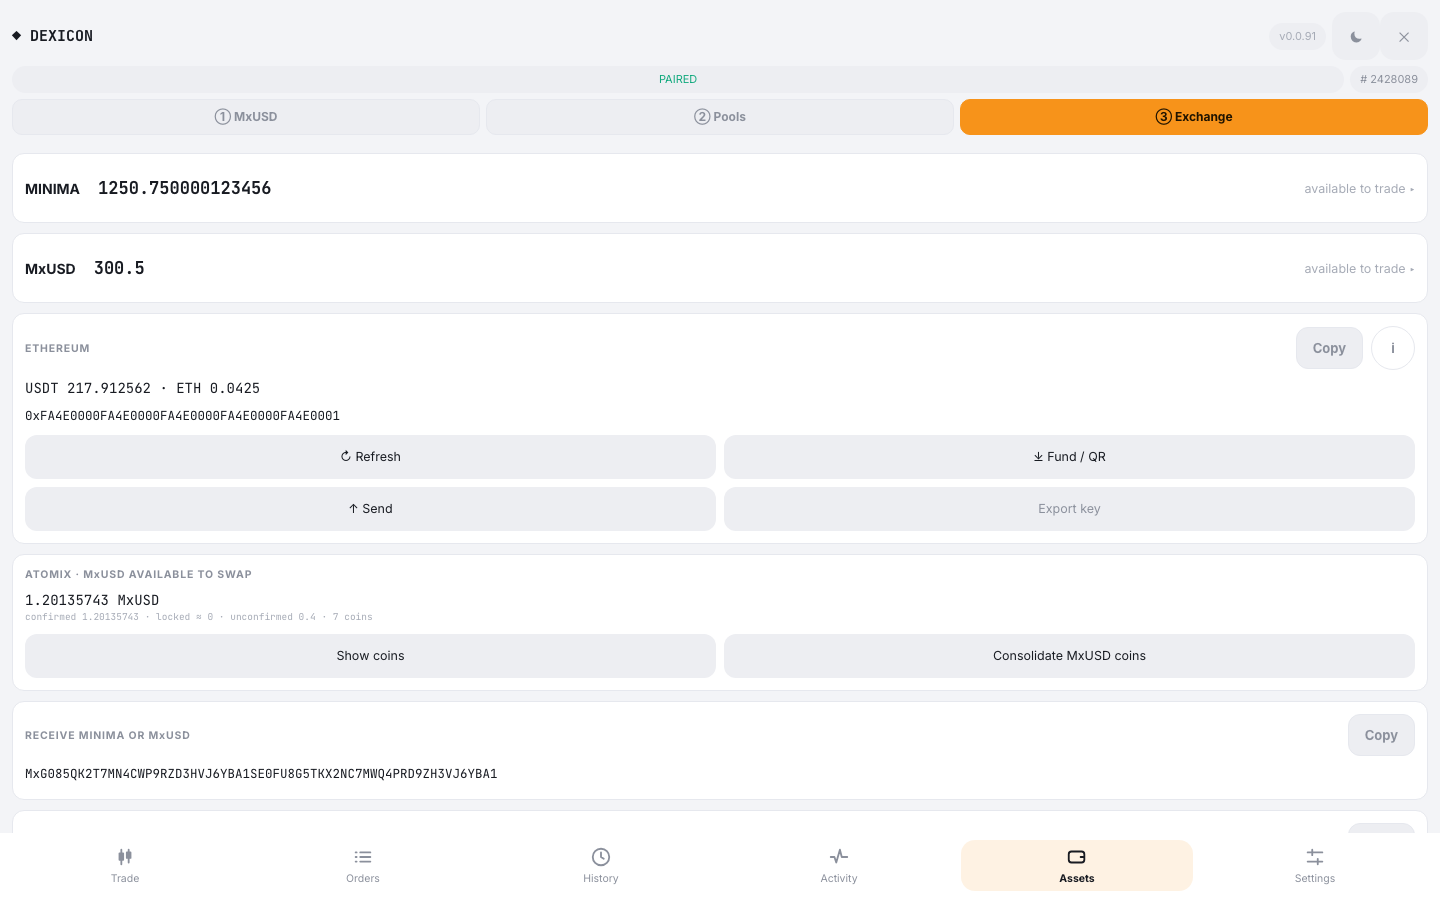 ◆ DEXICON
v0.0.91
PAIRED
# 2428089
① MxUSD
② Pools
③ Exchange
MINIMA 1250.750000123456
available to trade ▸
MxUSD 300.5
available to trade ▸
ETHEREUM
Copy
i
USDT 217.912562 · ETH 0.0425
0xFA4E0000FA4E0000FA4E0000FA4E0000FA4E0001
↻ Refresh
⤓ Fund / QR
↑ Send
Export key
ATOMIX · MxUSD AVAILABLE TO SWAP
1.20135743 MxUSD
confirmed 1.20135743 · locked ≈ 0 · unconfirmed 0.4 · 7 coins
Show coins
Consolidate MxUSD coins
RECEIVE MINIMA OR MxUSD
Copy
MxG085QK2T7MN4CWP9RZD3HVJ6YBA1SE0FU8G5TKX2NC7MWQ4PRD9ZH3VJ6YBA1
Trade
Orders
History
Activity
Assets
Settings